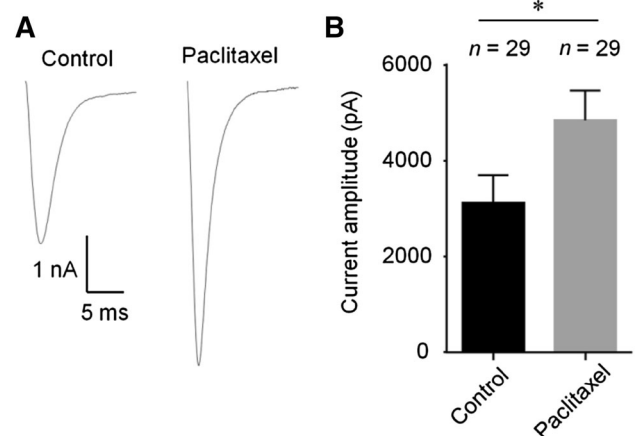 A
Control
Paclitaxel
1 nA
5 ms
B
*
n = 29
n = 29
Current amplitude (pA)
6000
4000
2000
0
Control
Paclitaxel